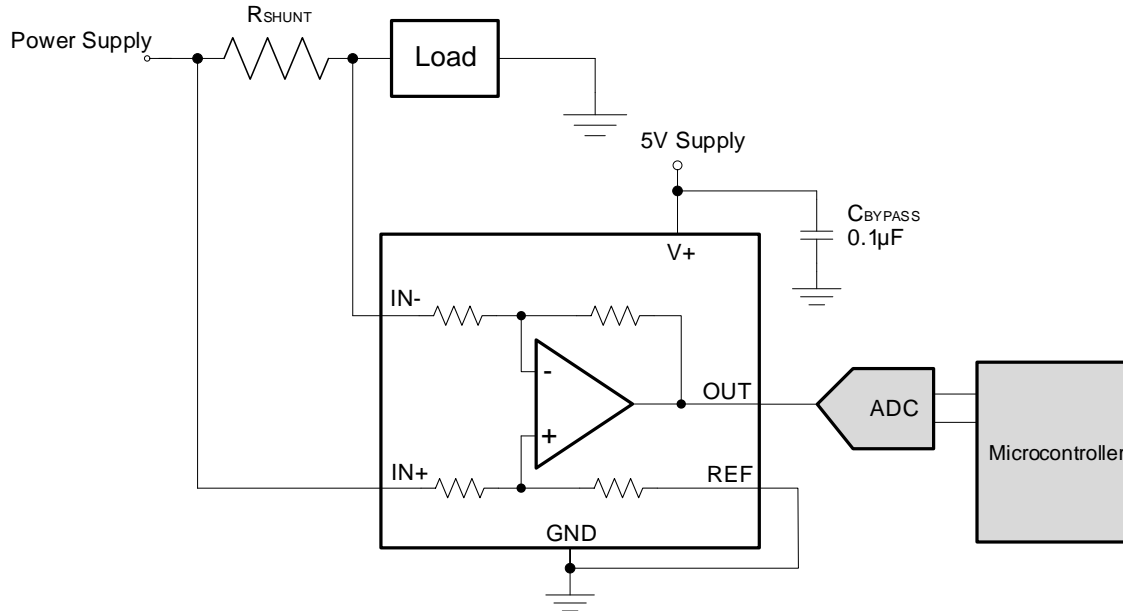 RSHUNT
Power Supply
Load
5V Supply
CBYPASS
0.1µF
V+
IN-
-
OUT
ADC
+
Microcontroller
IN+
REF
GND